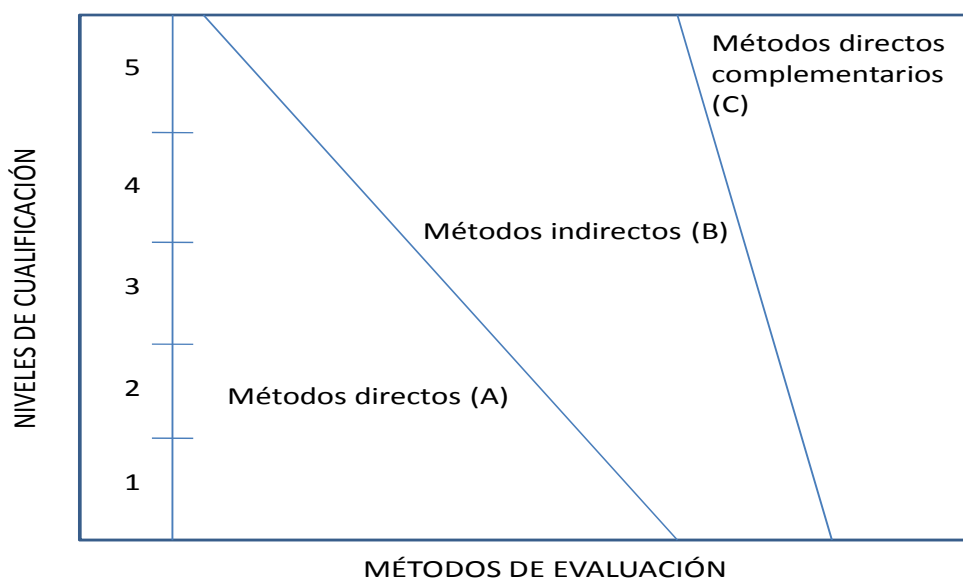 Métodos directos
complementarios
(C)
5
4
Métodos indirectos (B)
3
Métodos directos (A)
2
1
NIVELES DE CUALIFICACIÓN
MÉTODOS DE EVALUACIÓN